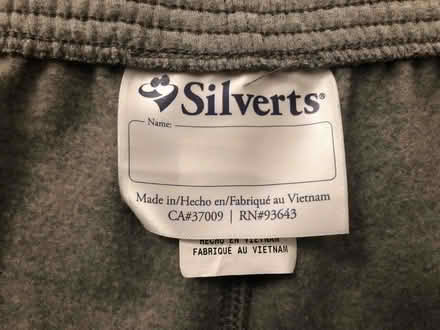 Silverts®
Name:
Made in/Hecho en/Fabriqué au Vietnam
CA#37009 | RN#93643
HECHO EN VIETNAM
FABRIQUÉ AU VIETNAM